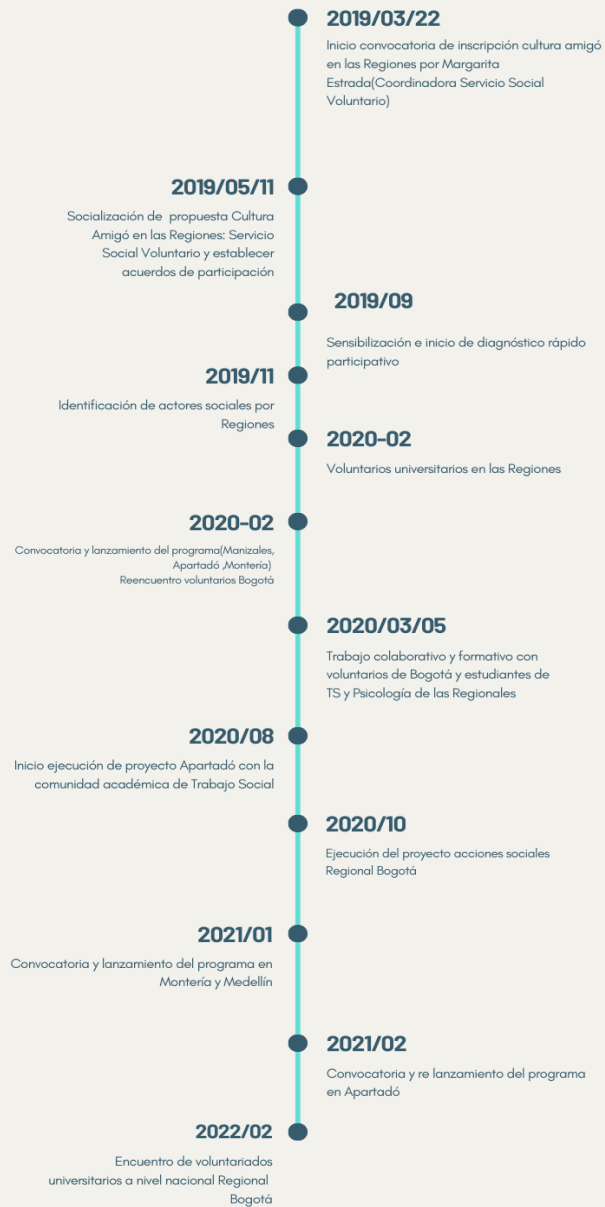 2019/03/22
Inicio convocatoria de inscripción cultura amigó
en las Regiones por Margarita
Estrada(Coordinadora Servicio Social
Voluntario)
2019/05/11
Socialización de propuesta Cultura
Amigó en las Regiones: Servicio
Social Voluntario y establecer
acuerdos de participación
2019/09
Sensibilización e inicio de diagnóstico rápido
participativo
2019/11
Identificación de actores sociales por
Regiones
2020-02
Voluntarios universitarios en las Regiones
2020-02
Convocatoria y lanzamiento del programa(Manizales,
Apartadó ,Montería)
Reencuentro voluntarios Bogotá
2020/03/05
Trabajo colaborativo y formativo con
voluntarios de Bogotá y estudiantes de
TS y Psicología de las Regionales
2020/08
Inicio ejecución de proyecto Apartadó con la
comunidad académica de Trabajo Social
2020/10
Ejecución del proyecto acciones sociales
Regional Bogotá
2021/01
Convocatoria y lanzamiento del programa en
Montería y Medellín
2021/02
Convocatoria y re lanzamiento del programa
en Apartadó
2022/02
Encuentro de voluntariados
universitarios a nivel nacional Regional
Bogotá